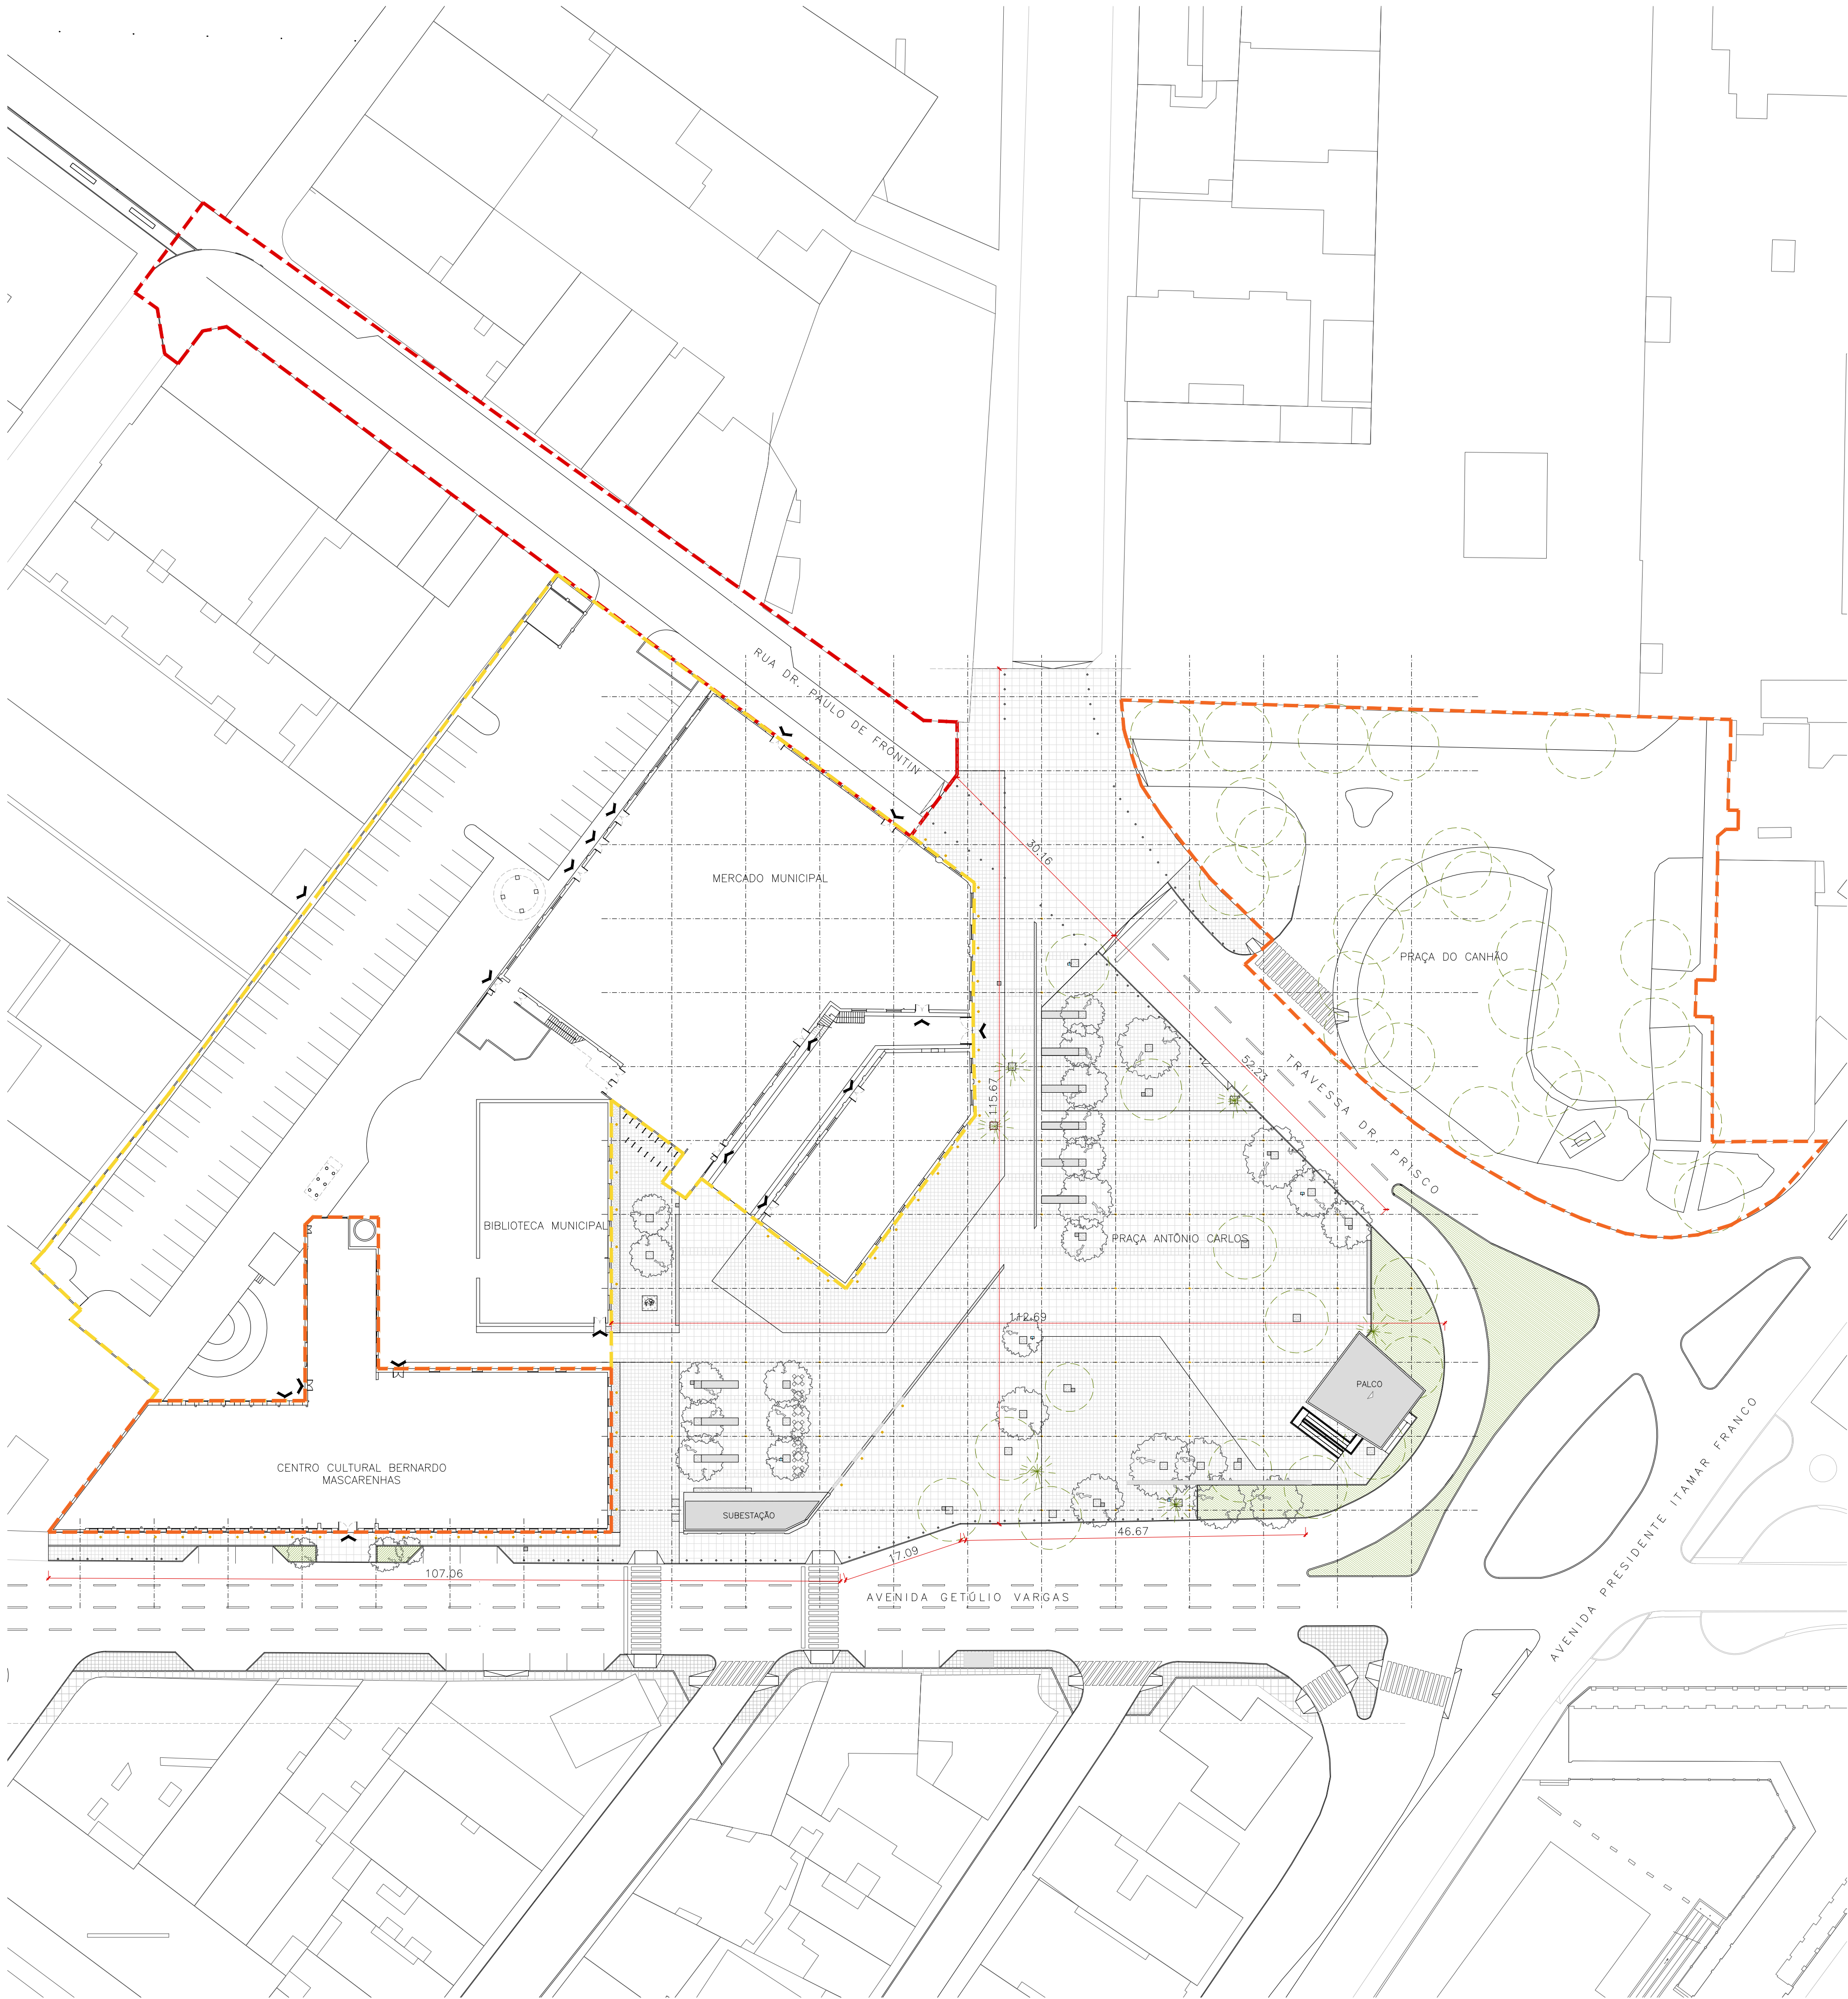 RUA DR. PAULO DE FRONTIN
MERCADO MUNICIPAL
30.16
PRAÇA DO CANHÃO
52.23
TRAVESSA DR. PRISCO
115.67
BIBLIOTECA MUNICIPAL
PRAÇA ANTÔNIO CARLOS
112.69
PALCO
CENTRO CULTURAL BERNARDO
MASCARENHAS
SUBESTAÇÃO
AVENIDA PRESIDENTE ITAMAR FRANCO
46.67
17.09
107.06
AVENIDA GETÚLIO VARGAS